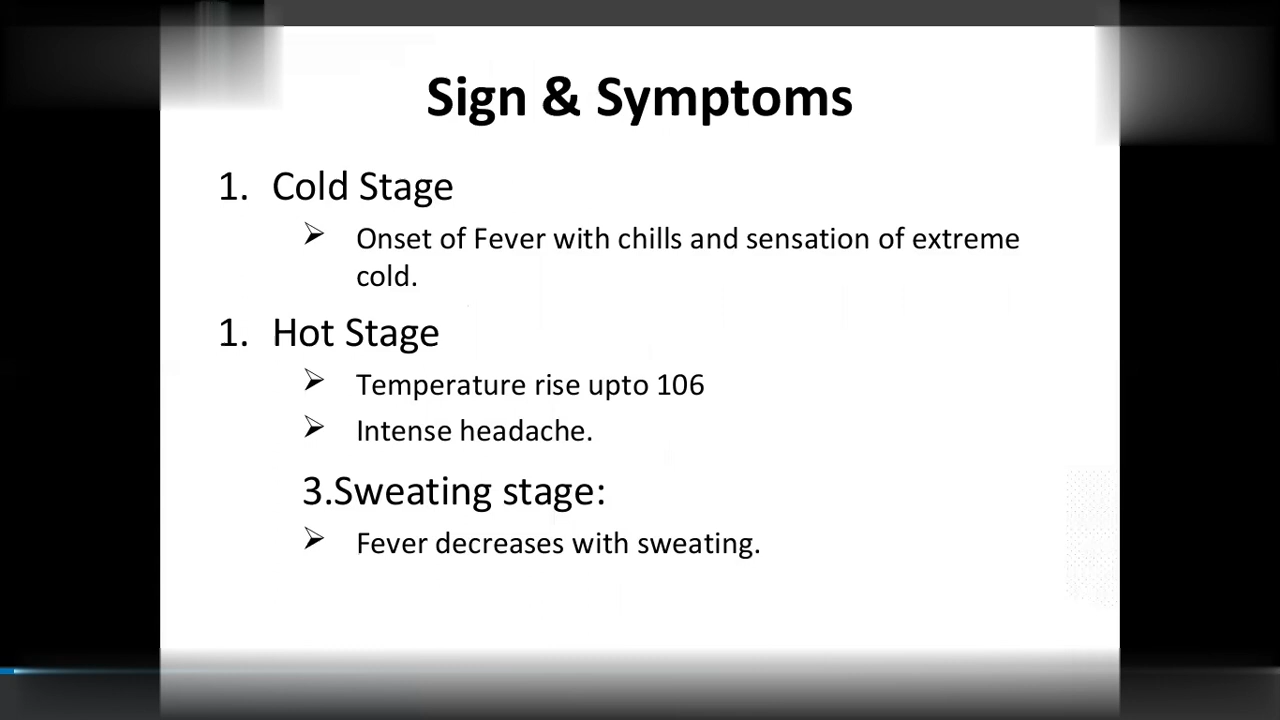 Sign & Symptoms
1. Cold Stage
➢ Onset of Fever with chills and sensation of extreme
cold.
1. Hot Stage
➢ Temperature rise upto 106
➢ Intense headache.
3.Sweating stage:
➢ Fever decreases with sweating.